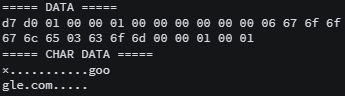 ===== DATA =====
d7 d0 01 00 00 01 00 00 00 00 00 00 06 67 6f 6f
67 6c 65 03 63 6f 6d 00 00 01 00 01
===== CHAR DATA =====
×...........goo
gle.com.....